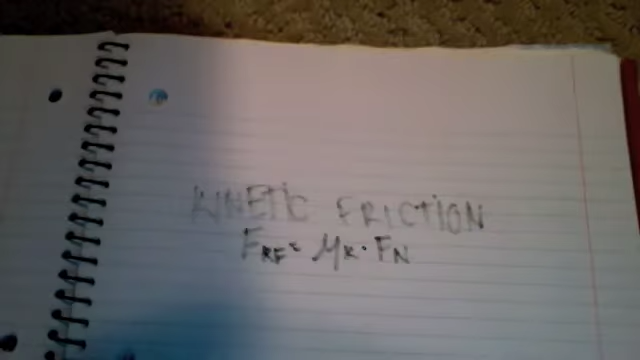 KINETIC FRICTION
FKF = μK · FN